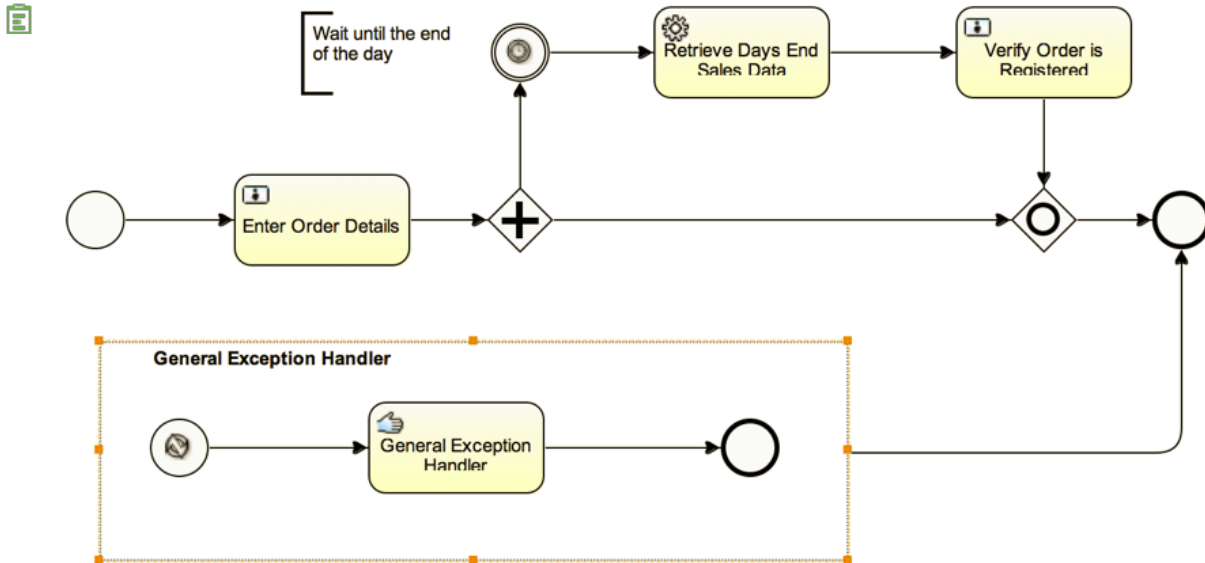 Wait until the end
of the day
Retrieve Days End
Sales Data
Verify Order is
Registered
Enter Order Details
General Exception Handler
General Exception
Handler